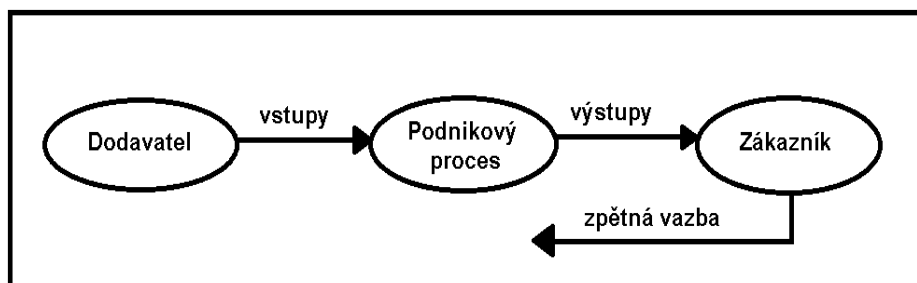 Dodavatel
vstupy
Podnikový
proces
výstupy
Zákazník
zpětná vazba